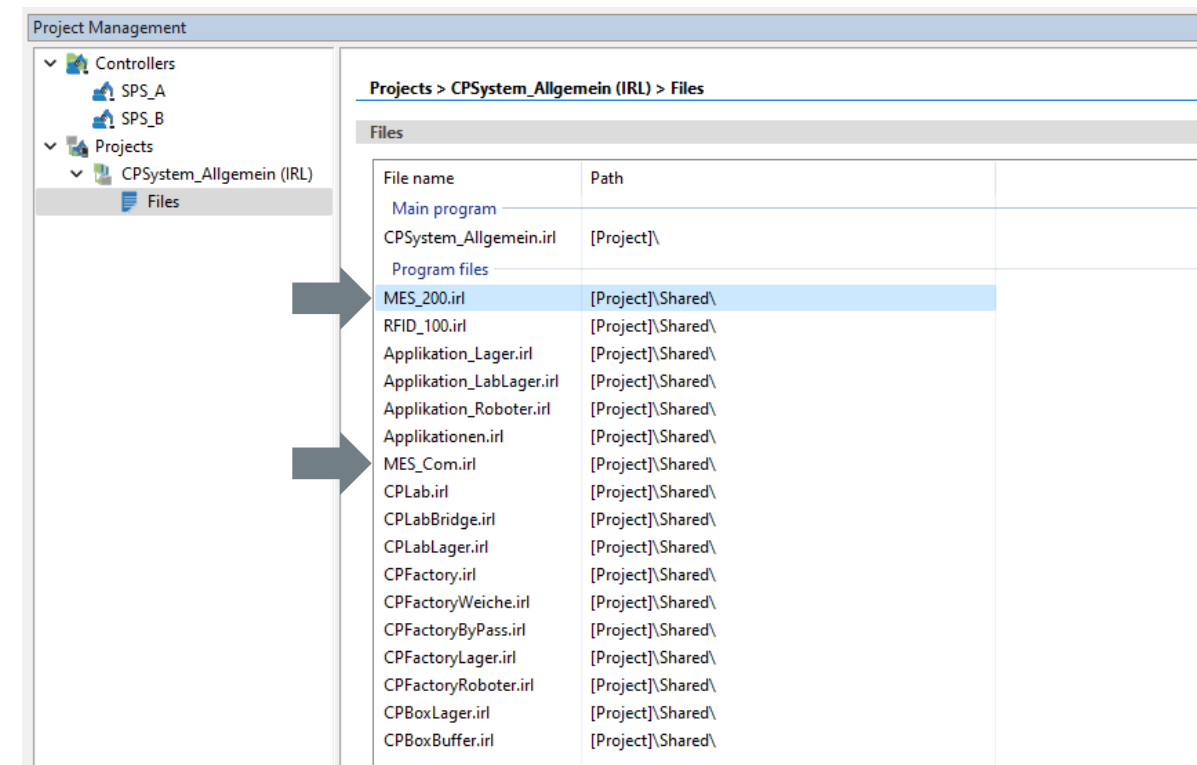 Project Management
Controllers
SPS_A
SPS_B
Projects
CPSystem_Allgemein (IRL)
Files
Projects > CPSystem_Allgemein (IRL) > Files
Files
File name Path
Main program
CPSystem_Allgemein.irl [Project]\
Program files
MES_200.irl [Project]\Shared\
RFID_100.irl [Project]\Shared\
Applikation_Lager.irl [Project]\Shared\
Applikation_LabLager.irl [Project]\Shared\
Applikation_Roboter.irl [Project]\Shared\
Applikationen.irl [Project]\Shared\
MES_Com.irl [Project]\Shared\
CPLab.irl [Project]\Shared\
CPLabBridge.irl [Project]\Shared\
CPLabLager.irl [Project]\Shared\
CPFactory.irl [Project]\Shared\
CPFactoryWeiche.irl [Project]\Shared\
CPFactoryByPass.irl [Project]\Shared\
CPFactoryLager.irl [Project]\Shared\
CPFactoryRoboter.irl [Project]\Shared\
CPBoxLager.irl [Project]\Shared\
CPBoxBuffer.irl [Project]\Shared\